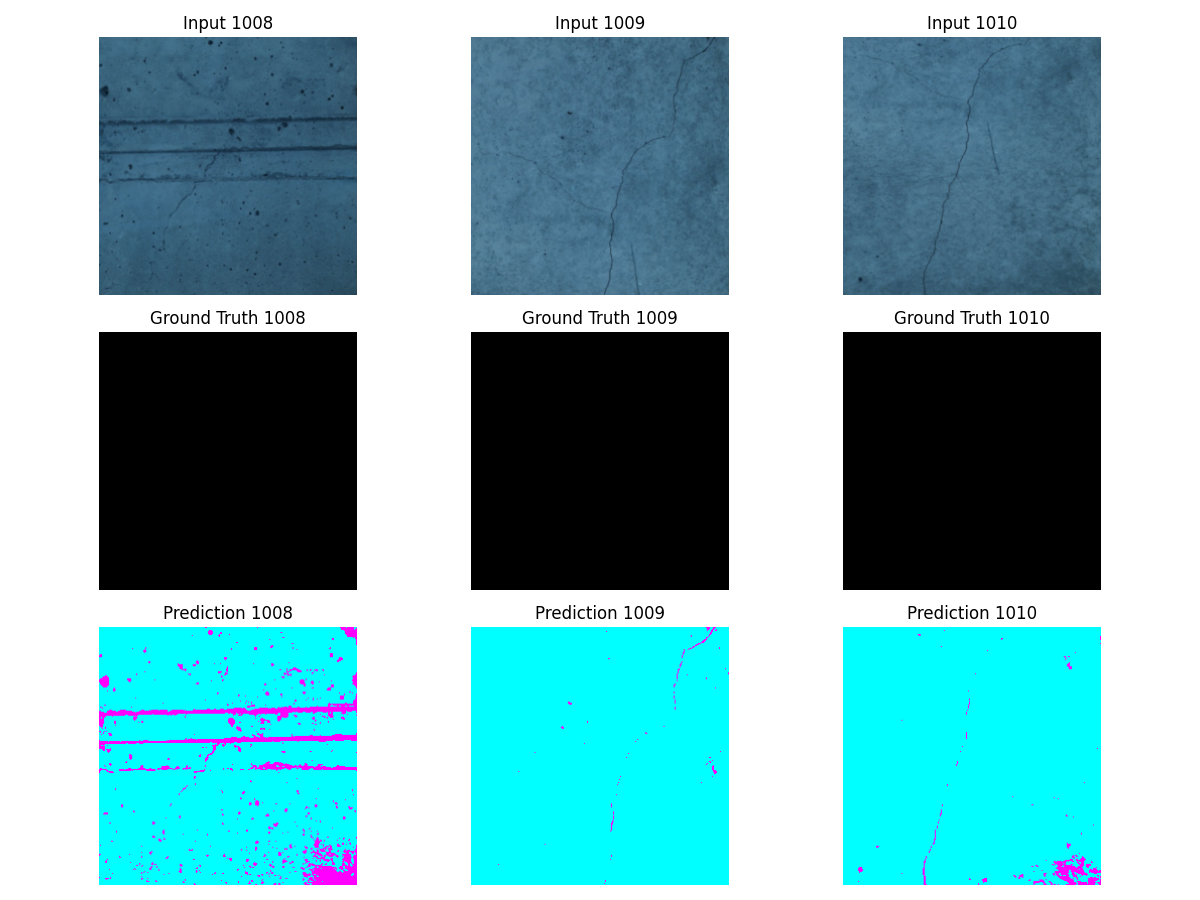 Input 1008
Input 1009
Input 1010
Ground Truth 1008
Ground Truth 1009
Ground Truth 1010
Prediction 1008
Prediction 1009
Prediction 1010